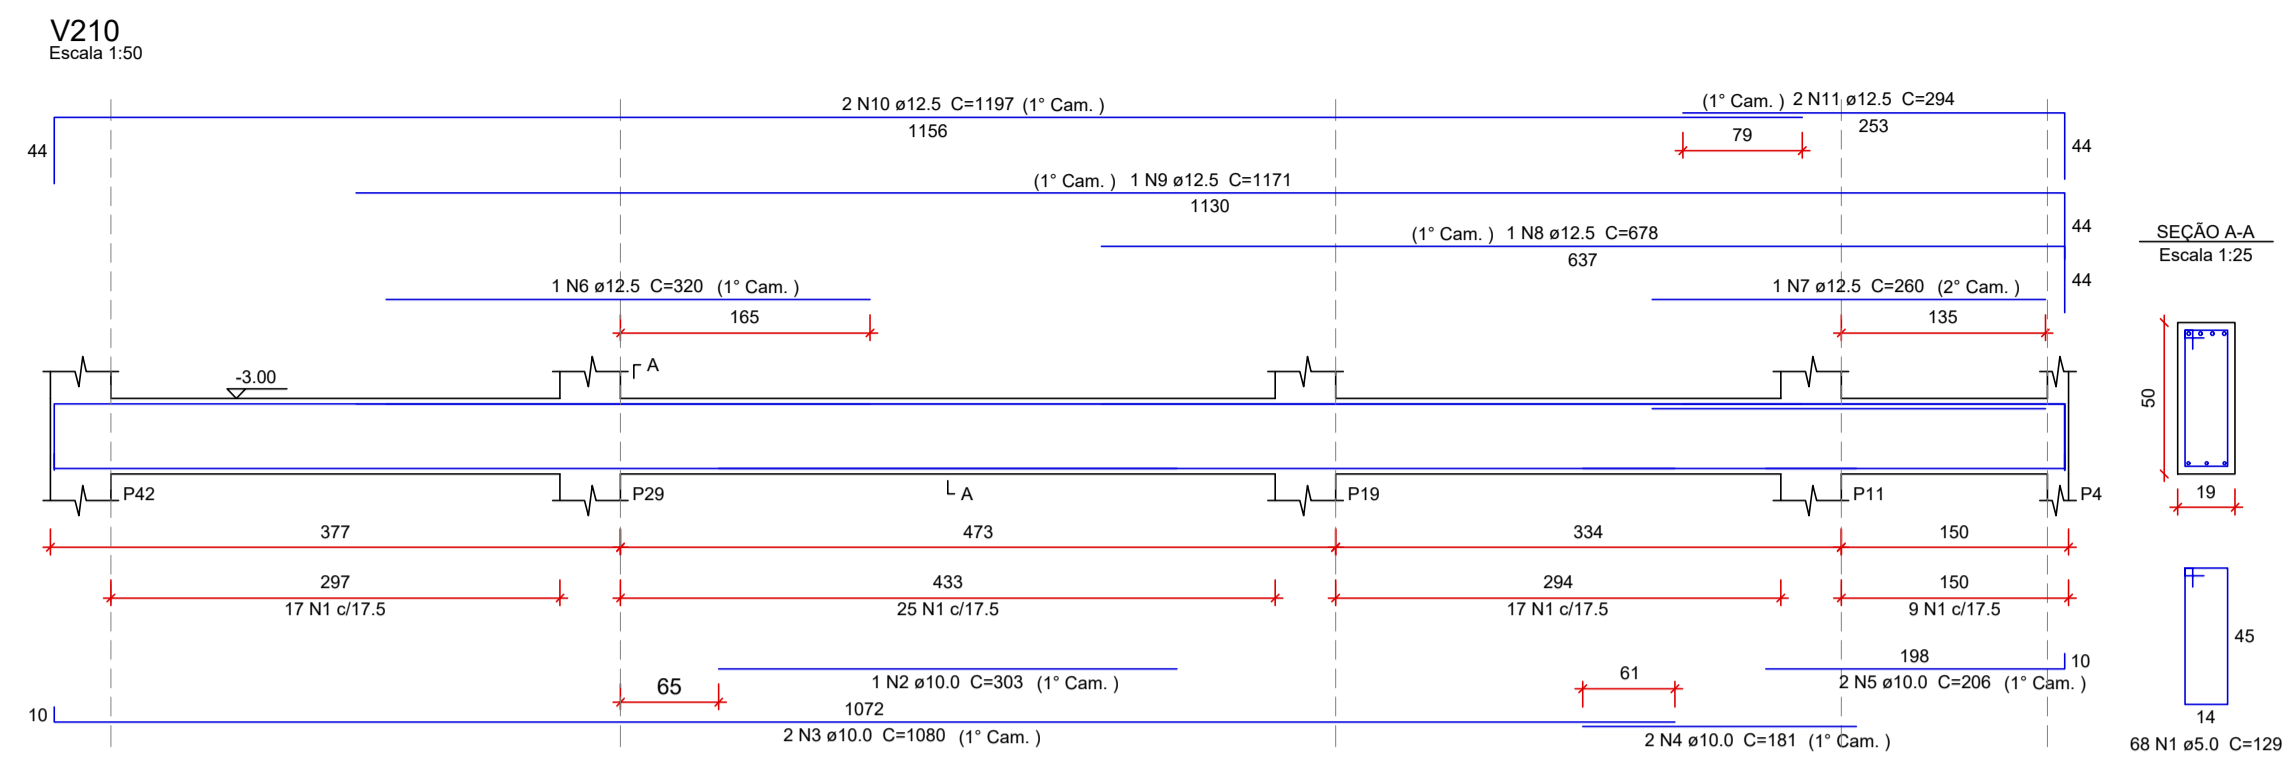 V210
Escala 1:50
2 N10 ø12.5 C=1197 (1° Cam. )
1156
44
(1° Cam. ) 2 N11 ø12.5 C=294
253
79
44
(1° Cam. ) 1 N9 ø12.5 C=1171
1130
44
(1° Cam. ) 1 N8 ø12.5 C=678
637
44
1 N6 ø12.5 C=320 (1° Cam. )
165
1 N7 ø12.5 C=260 (2° Cam. )
135
SEÇÃO A-A
Escala 1:25
50
19
A
-3.00
P42
P29
A
P19
P11
P4
377
473
334
150
297
433
294
150
17 N1 c/17.5
25 N1 c/17.5
17 N1 c/17.5
9 N1 c/17.5
65
1 N2 ø10.0 C=303 (1° Cam. )
61
198
10
2 N5 ø10.0 C=206 (1° Cam. )
10
1072
2 N3 ø10.0 C=1080 (1° Cam. )
2 N4 ø10.0 C=181 (1° Cam. )
45
14
68 N1 ø5.0 C=129